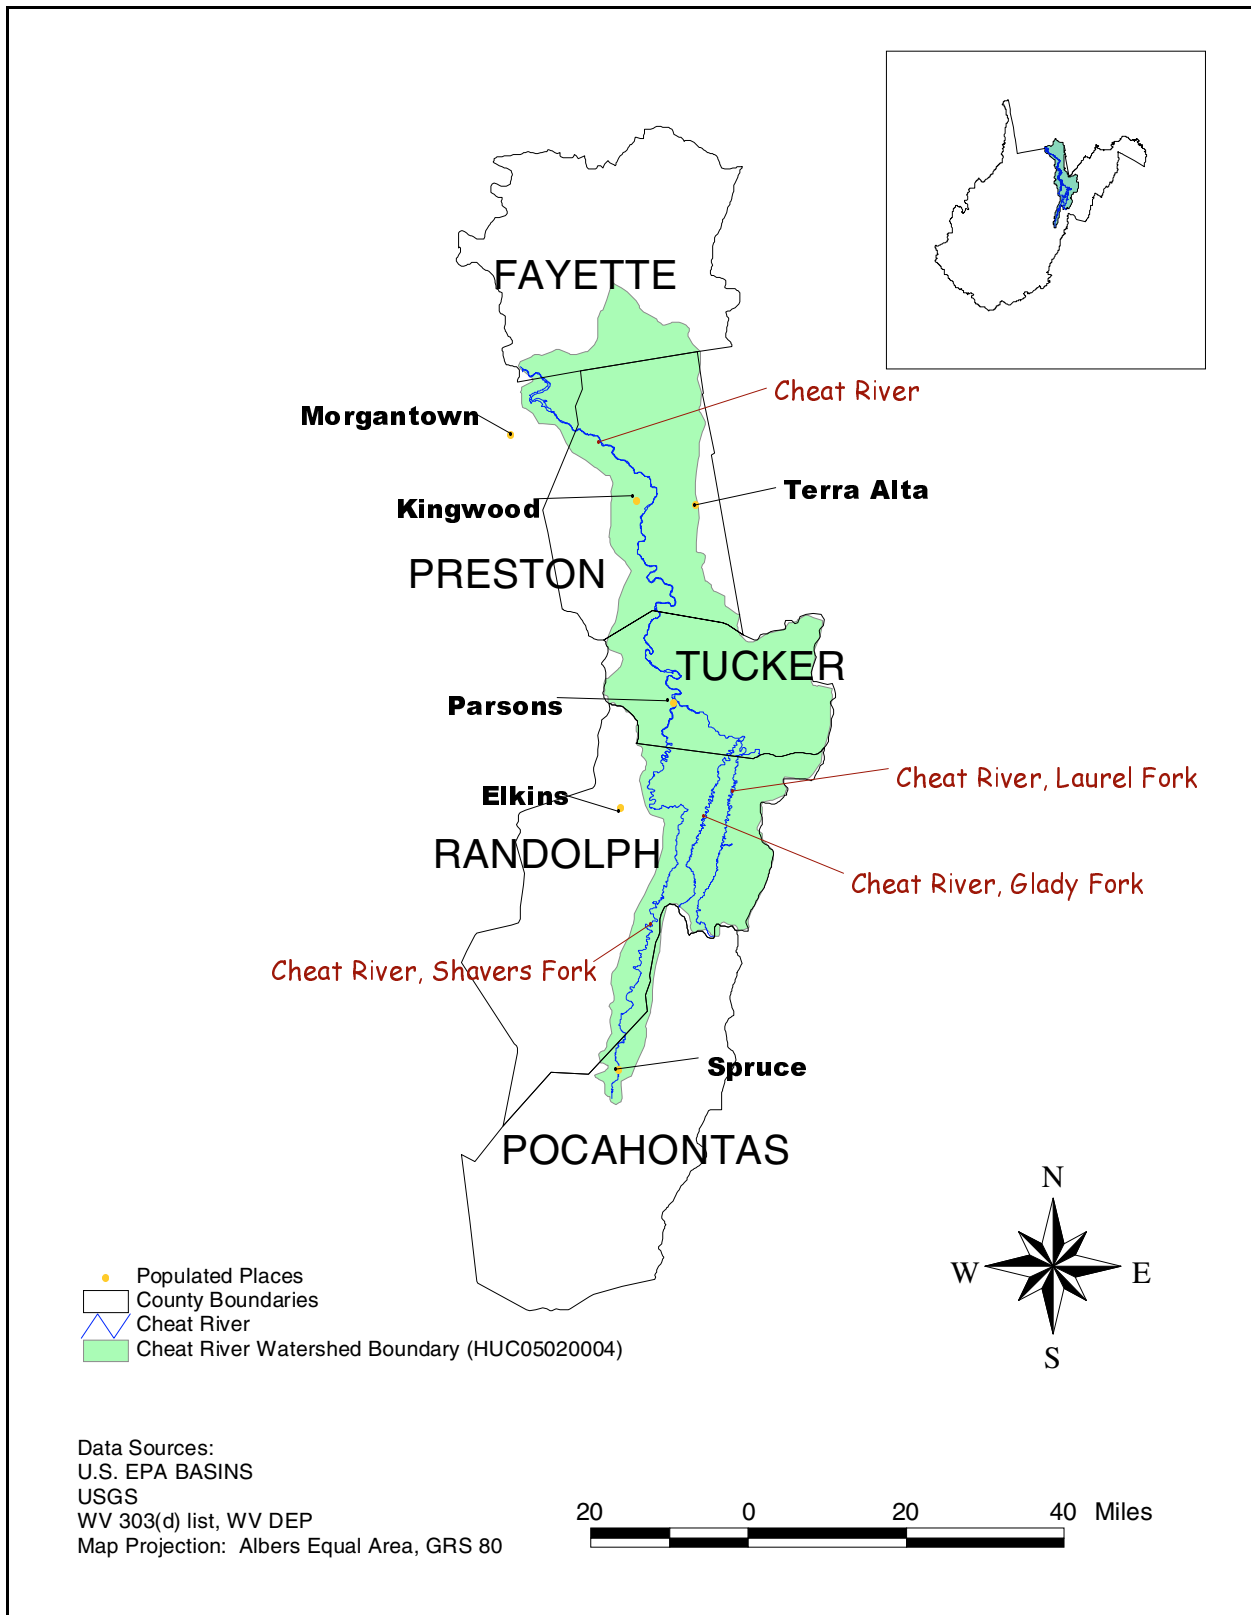 FAYETTE
Cheat River
Morgantown
Terra Alta
Kingwood
PRESTON
TUCKER
Parsons
Cheat River, Laurel Fork
Elkins
RANDOLPH
Cheat River, Glady Fork
Cheat River, Shavers Fork
Spruce
POCAHONTAS
N
W
E
S
Populated Places
County Boundaries
Cheat River
Cheat River Watershed Boundary (HUC05020004)
Data Sources:
U.S. EPA BASINS
USGS
WV 303(d) list, WV DEP
Map Projection: Albers Equal Area, GRS 80
20 0 20 40 Miles